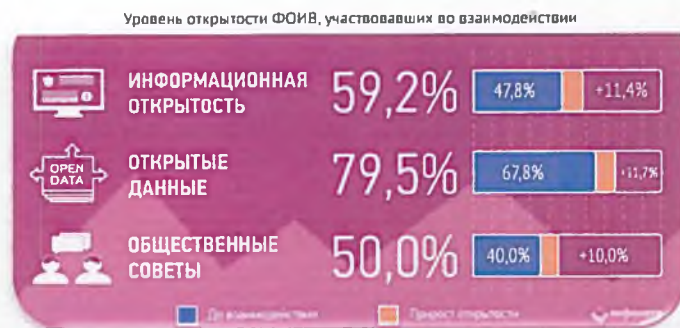 Уровень открытости ФОИВ, участвовавших во взаимодействии
ИНФОРМАЦИОННАЯ
ОТКРЫТОСТЬ
59,2%
47,8%
+11,4%
OPEN
DATA
ОТКРЫТЫЕ
ДАННЫЕ
79,5%
67,8%
+11,7%
ОБЩЕСТВЕННЫЕ
СОВЕТЫ
50,0%
40,0%
+10,0%
До взаимодействия
Прирост открытости